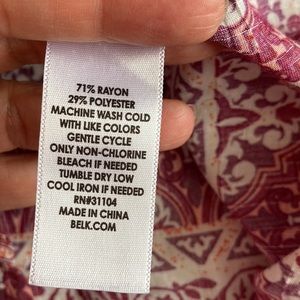 71% RAYON
29% POLYESTER
MACHINE WASH COLD
WITH LIKE COLORS
GENTLE CYCLE
ONLY NON-CHLORINE
BLEACH IF NEEDED
TUMBLE DRY LOW
COOL IRON IF NEEDED
RN#31104
MADE IN CHINA
BELK.COM